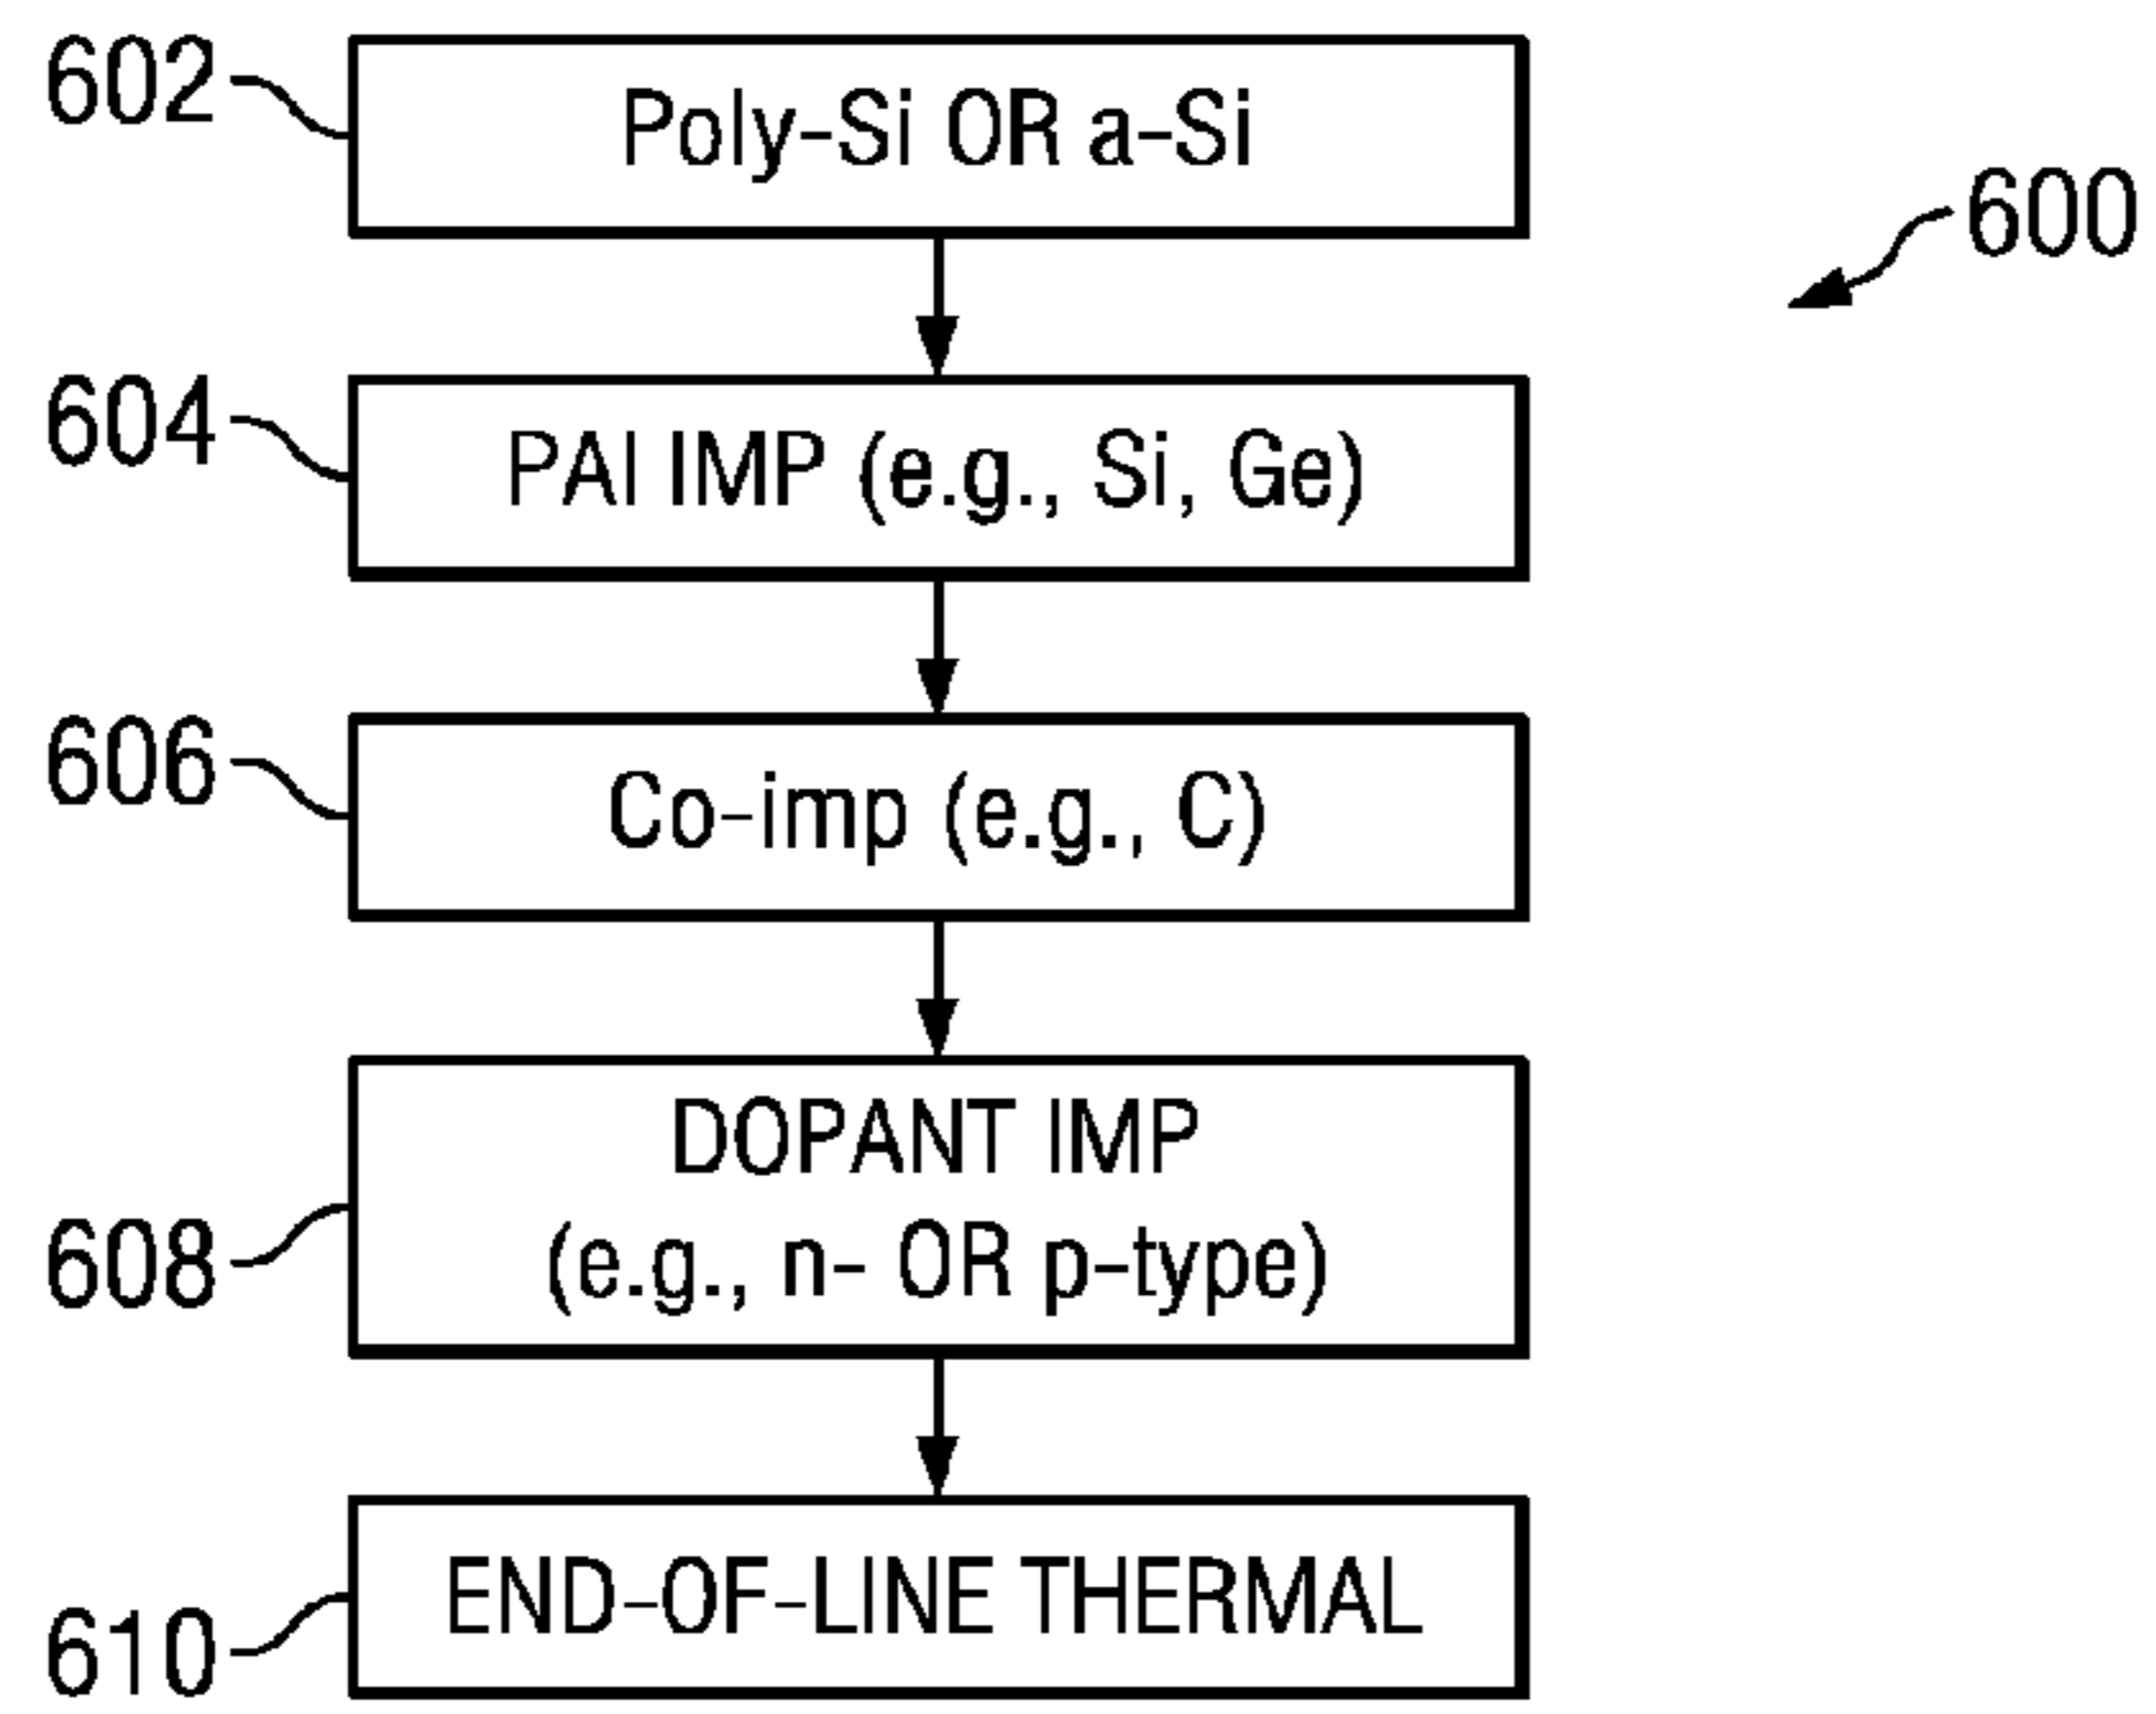 602
Poly-Si OR a-Si
600
604
PAI IMP (e.g., Si, Ge)
606
Co-imp (e.g., C)
608
DOPANT IMP
(e.g., n- OR p-type)
610
END-OF-LINE THERMAL